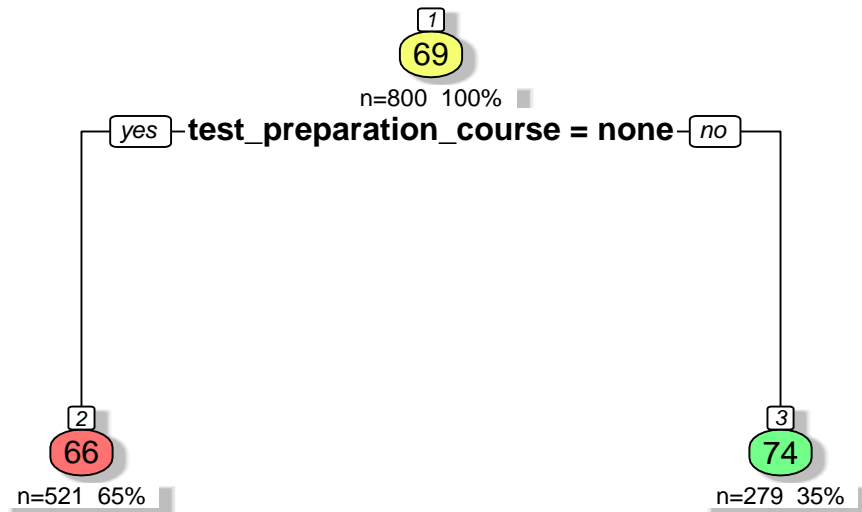 1
69
n=800 100%
yes test_preparation_course = none no
2 3
66 74
n=521 65% n=279 35%